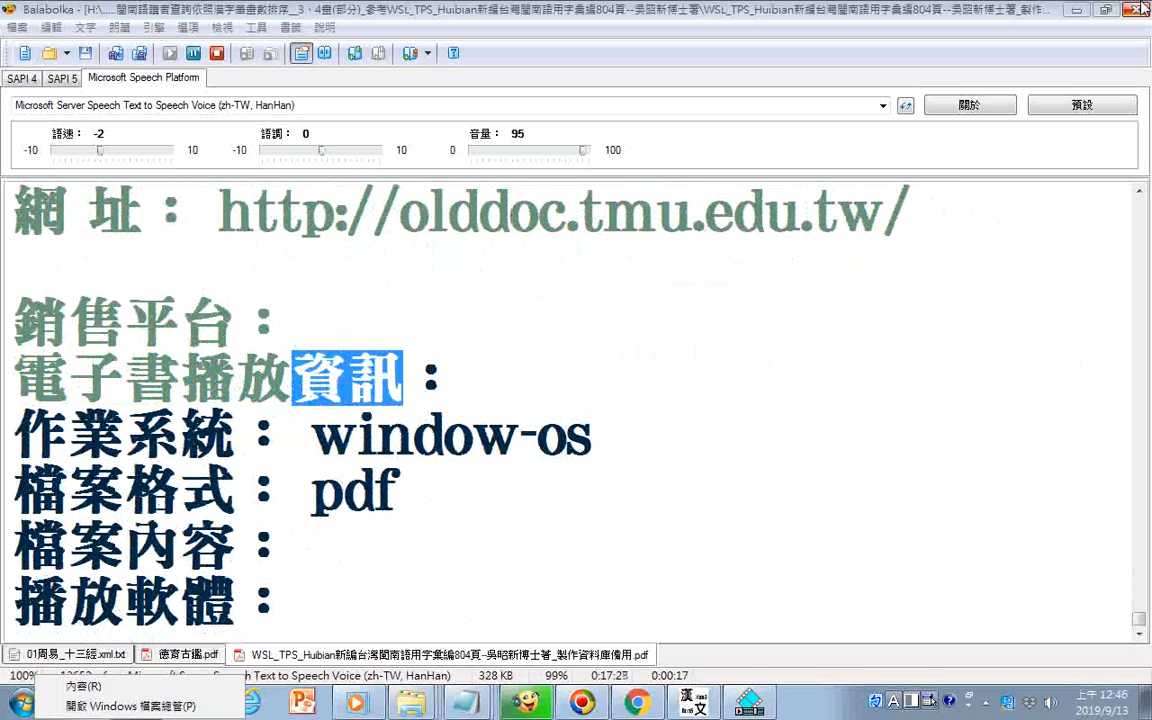 Balabolka - [H:\.....閩南語讀音查詢依照漢字畫數排序_3、4畫(部分)_參考WSL_TPS_Huibian新編台灣閩南語用字彙編804頁--吳昭新博士著\WSL_TPS_Huibian新編台灣閩南語用字彙編804頁--吳昭新博士著_製作...
檔案 編輯 文字 朗讀 引擎 選項 檢視 工具 書籤 說明
SAPI 4 SAPI 5 Microsoft Speech Platform
Microsoft Server Speech Text to Speech Voice (zh-TW, HanHan) 關於 預設
語速： -2 語調： 0 音量： 95
-10 10 -10 10 0 100
網 址： http://olddoc.tmu.edu.tw/
銷售平台：
電子書播放資訊：
作業系統： window-os
檔案格式： pdf
檔案內容：
播放軟體：
01周易_十三經.xml.txt 德育古鑑.pdf WSL_TPS_Huibian新編台灣閩南語用字彙編804頁--吳昭新博士著_製作資料庫備用.pdf
100% Text to Speech Voice (zh-TW, HanHan) 328 KB 99% 0:17:2 0:00:17
內容(R)
開啟 Windows 檔案總管(P)
漢文
上午 12:46
2019/9/13